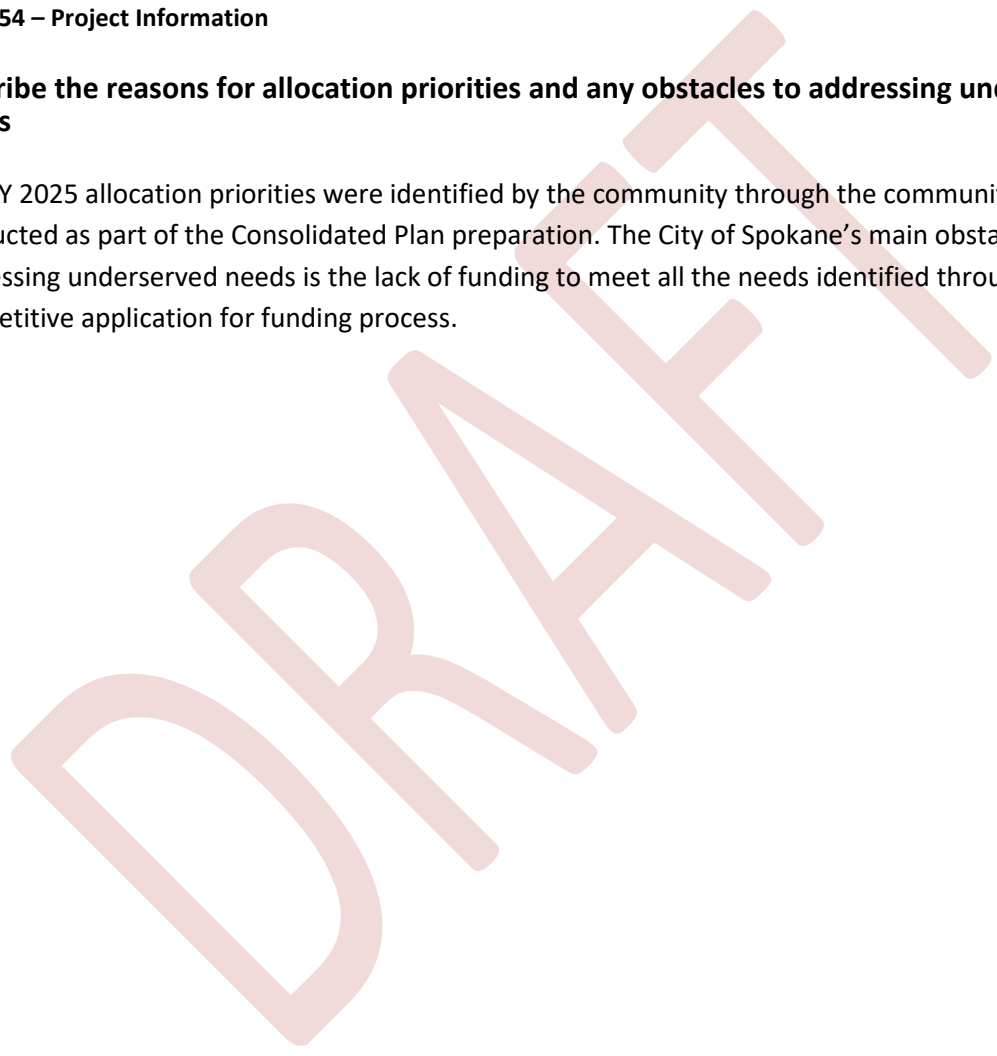 54 – Project Information
ribe the reasons for allocation priorities and any obstacles to addressing und
s
Y 2025 allocation priorities were identified by the community through the communit
ucted as part of the Consolidated Plan preparation. The City of Spokane’s main obsta
essing underserved needs is the lack of funding to meet all the needs identified throu
etitive application for funding process.
DRAFT